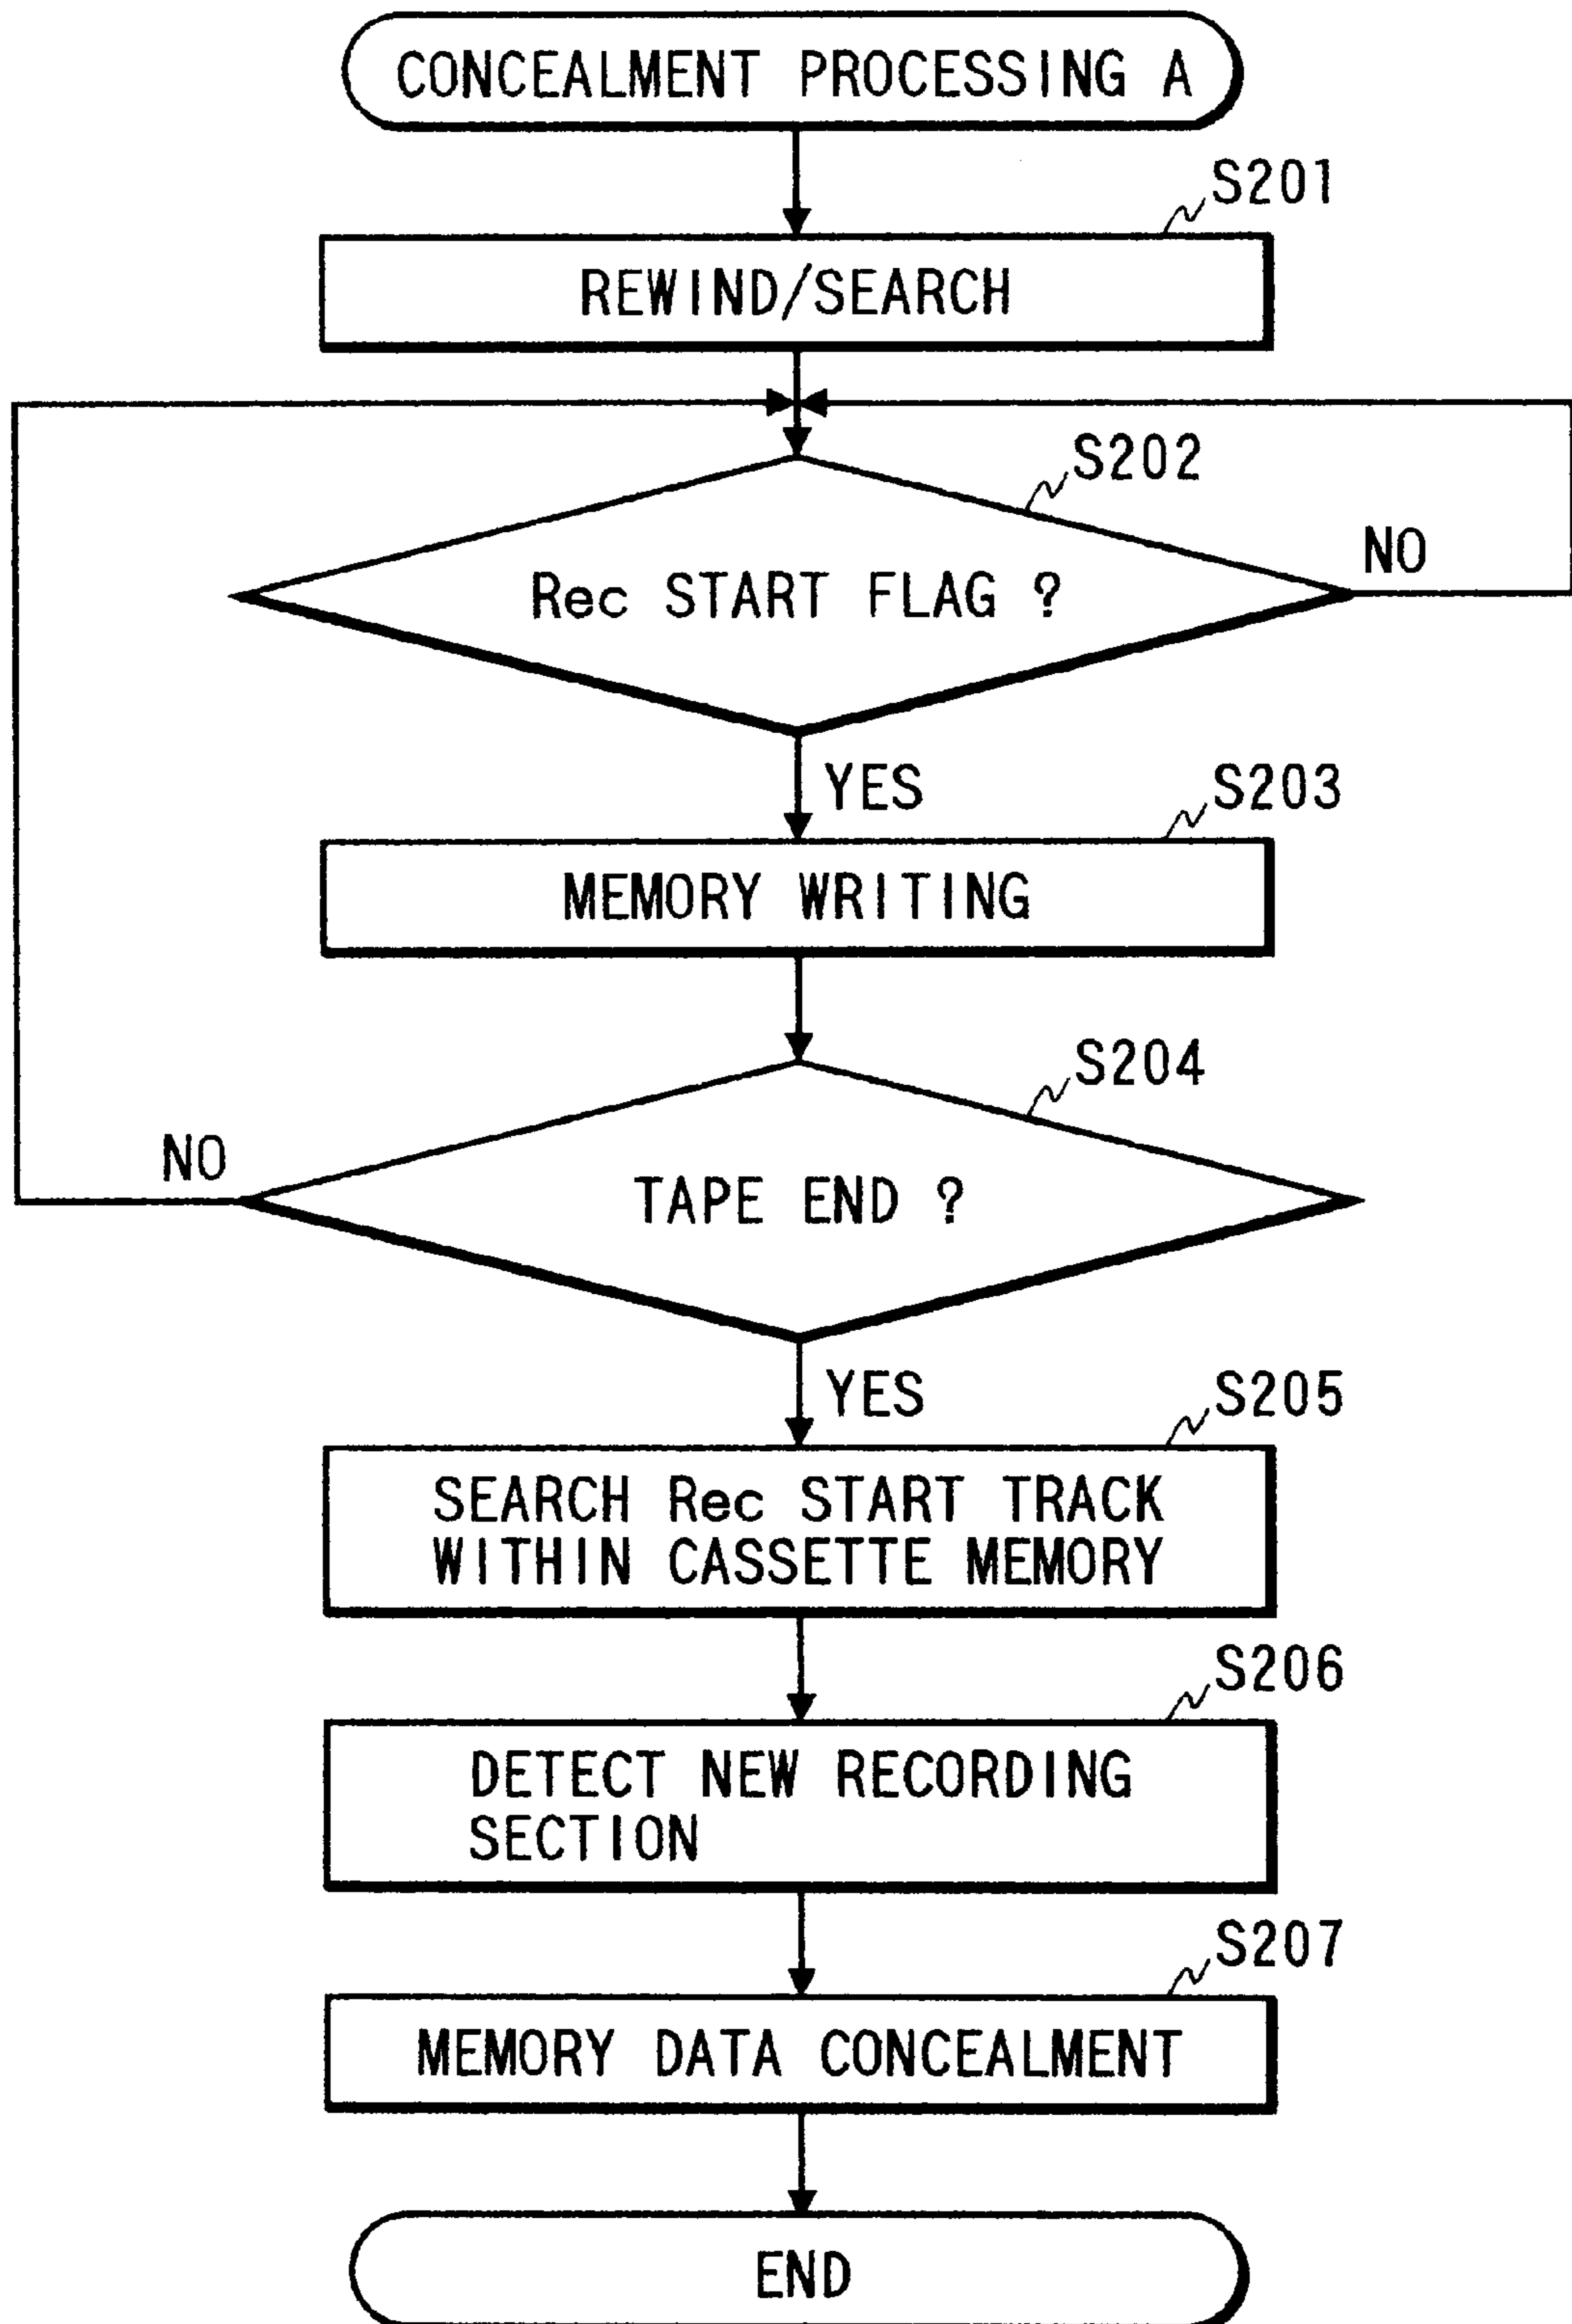 CONCEALMENT PROCESSING A
S201
REWIND/SEARCH
S202
Rec START FLAG ?
NO
YES
S203
MEMORY WRITING
S204
NO
TAPE END ?
YES
S205
SEARCH Rec START TRACK
WITHIN CASSETTE MEMORY
S206
DETECT NEW RECORDING
SECTION
S207
MEMORY DATA CONCEALMENT
END